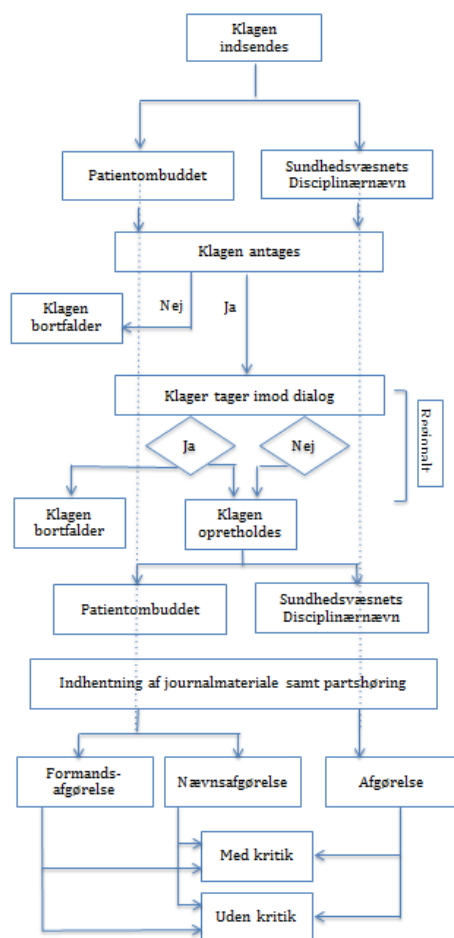 Klagen
indsendes
Patientombuddet
Sundhedsvæsnets
Disciplinærnævn
Klagen antages
Nej
Ja
Klagen
bortfalder
Klager tager imod dialog
Regionalt
Ja
Nej
Klagen
bortfalder
Klagen
opretholdes
Patientombuddet
Sundhedsvæsnets
Disciplinærnævn
Indhentning af journalmateriale samt partshøring
Formands-
afgørelse
Nævnsafgørelse
Afgørelse
Med kritik
Uden kritik